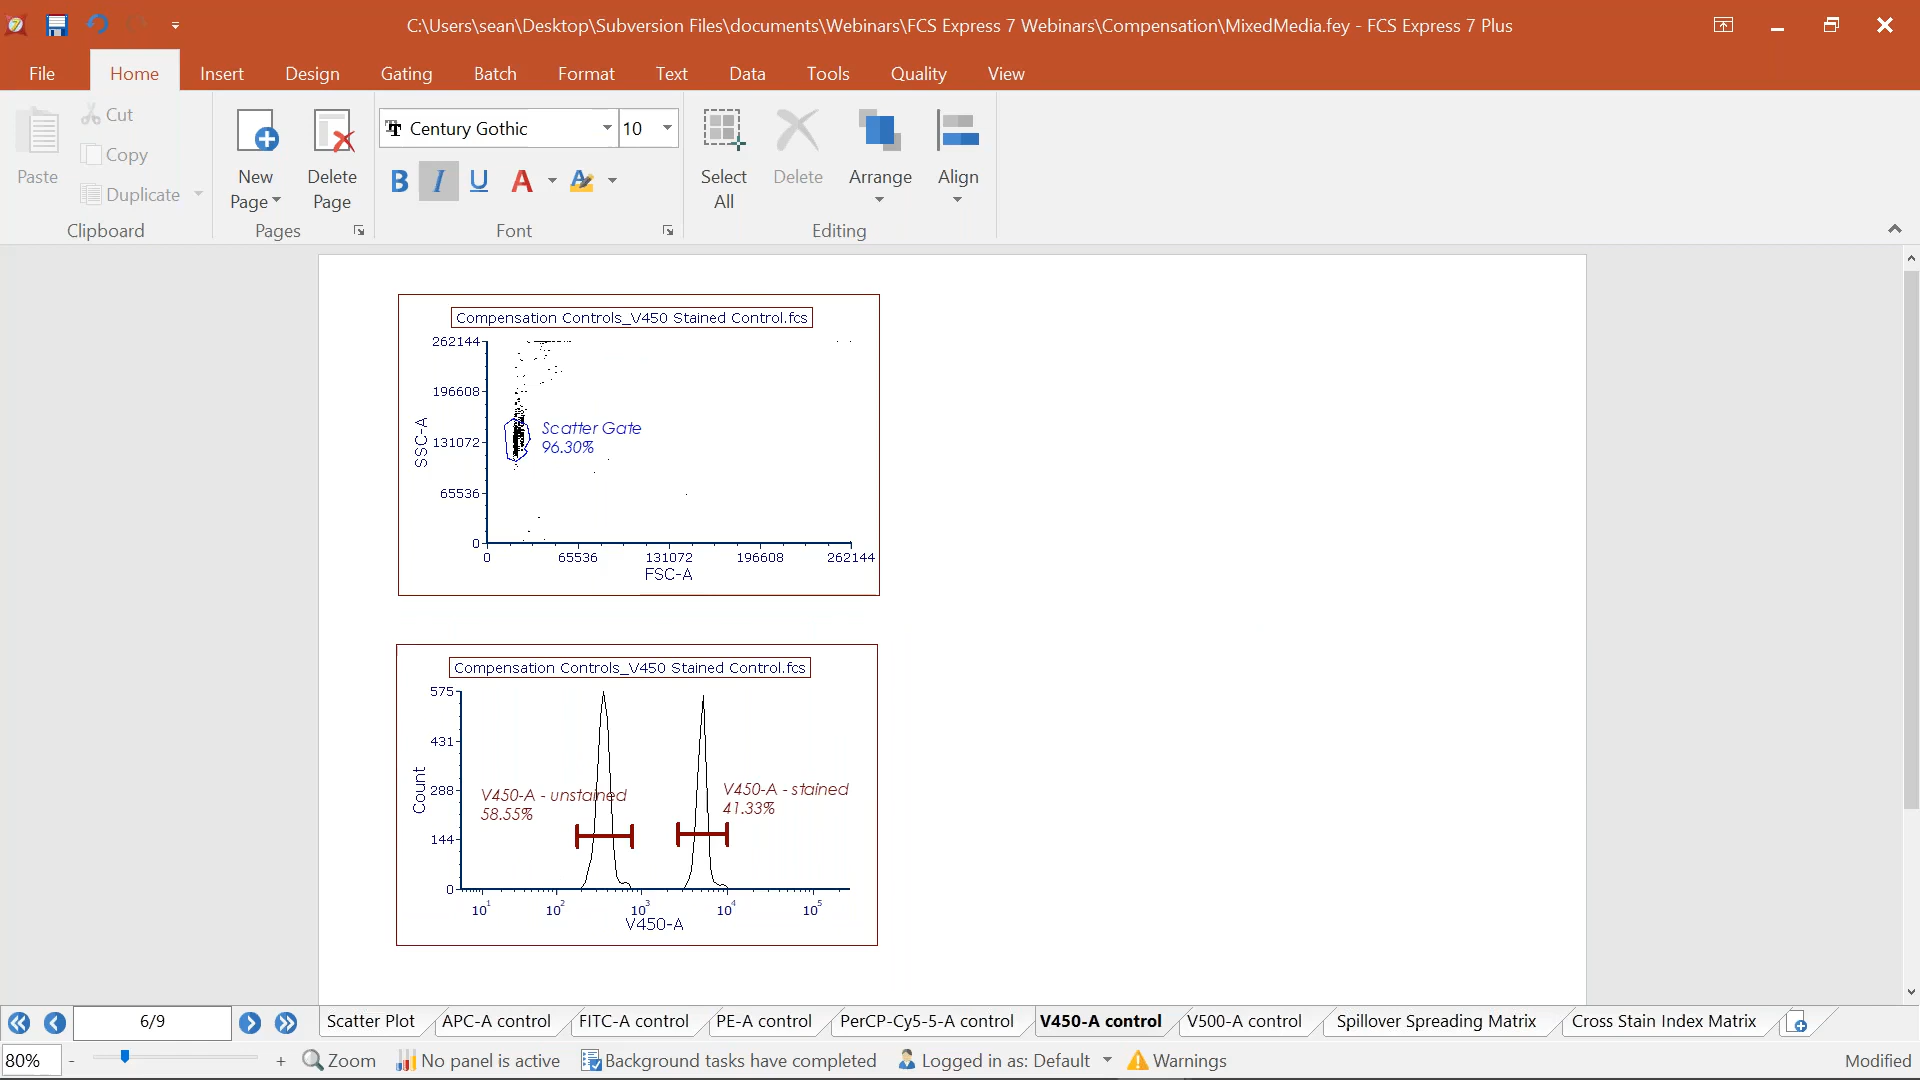 C:\Users\sean\Desktop\Subversion Files\documents\Webinars\FCS Express 7 Webinars\Compensation\MixedMedia.fey - FCS Express 7 Plus
File Home Insert Design Gating Batch Format Text Data Tools Quality View
Paste
Cut
Copy
Duplicate
Clipboard
New Page
Delete Page
Pages
Century Gothic 10
B I U A
Font
Select All
Delete
Arrange
Align
Editing
Compensation Controls_V450 Stained Control.fcs
262144
196608
131072
65536
0
SSC-A
Scatter Gate
96.30%
0 65536 131072 196608 262144
FSC-A
Compensation Controls_V450 Stained Control.fcs
575
431
288
144
0
Count
V450-A - unstained
58.55%
V450-A - stained
41.33%
10¹ 10² 10³ 10⁴ 10⁵
V450-A
6/9 Scatter Plot APC-A control FITC-A control PE-A control PerCP-Cy5-5-A control V450-A control V500-A control Spillover Spreading Matrix Cross Stain Index Matrix
80% - + Zoom No panel is active Background tasks have completed Logged in as: Default Warnings Modified